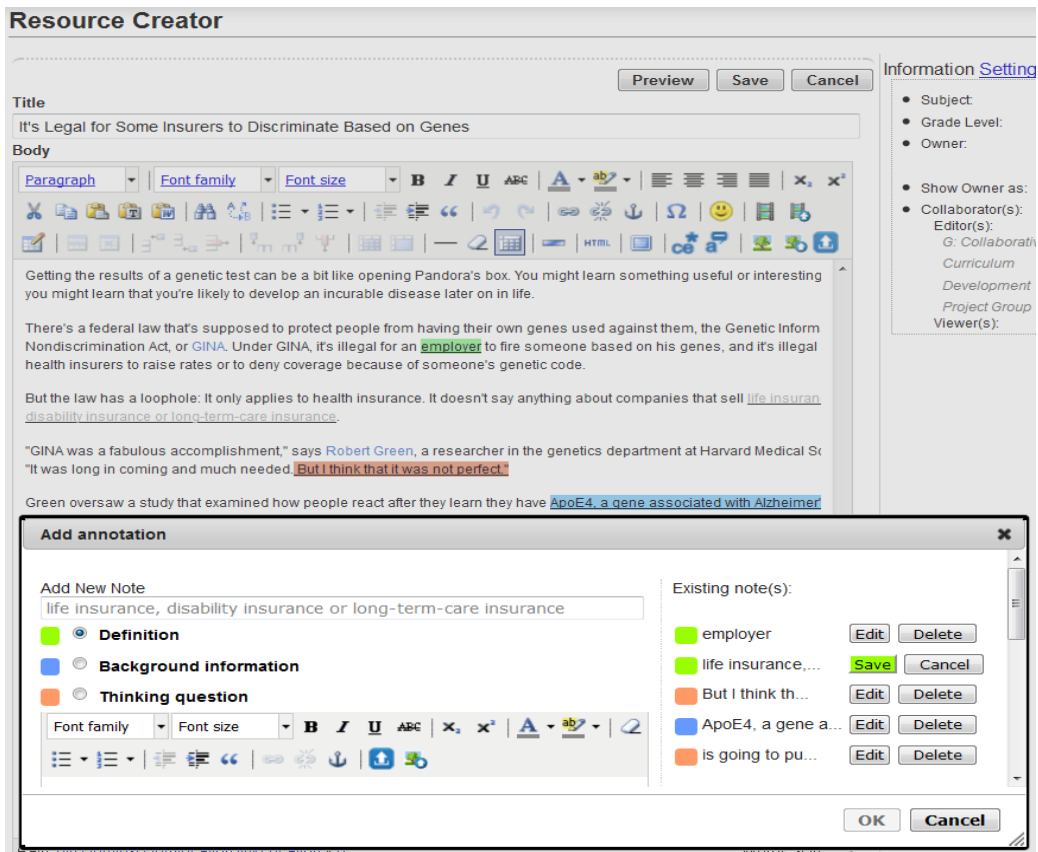 Resource Creator
Preview Save Cancel
Information Setting
Title
It's Legal for Some Insurers to Discriminate Based on Genes
Body
Subject:
Grade Level:
Owner:
Show Owner as:
Collaborator(s):
Editor(s):
G: Collaborativ
Curriculum
Development
Project Group
Viewer(s):
Paragraph Font family Font size B I U ABC A ab x₂ x²
Ω
HTML
Getting the results of a genetic test can be a bit like opening Pandora's box. You might learn something useful or interesting
you might learn that you're likely to develop an incurable disease later on in life.
There's a federal law that's supposed to protect people from having their own genes used against them, the Genetic Inform
Nondiscrimination Act, or GINA. Under GINA, it's illegal for an employer to fire someone based on his genes, and it's illegal
health insurers to raise rates or to deny coverage because of someone's genetic code.
But the law has a loophole: It only applies to health insurance. It doesn't say anything about companies that sell life insuran
disability insurance or long-term-care insurance.
"GINA was a fabulous accomplishment," says Robert Green, a researcher in the genetics department at Harvard Medical Sc
"It was long in coming and much needed. But I think that it was not perfect."
Green oversaw a study that examined how people react after they learn they have ApoE4, a gene associated with Alzheimer'
Add annotation
Add New Note
life insurance, disability insurance or long-term-care insurance
Definition
Background information
Thinking question
Font family Font size B I U ABC x₂ x² A ab
Existing note(s):
employer Edit Delete
life insurance,... Save Cancel
But I think th... Edit Delete
ApoE4, a gene a... Edit Delete
is going to pu... Edit Delete
OK Cancel